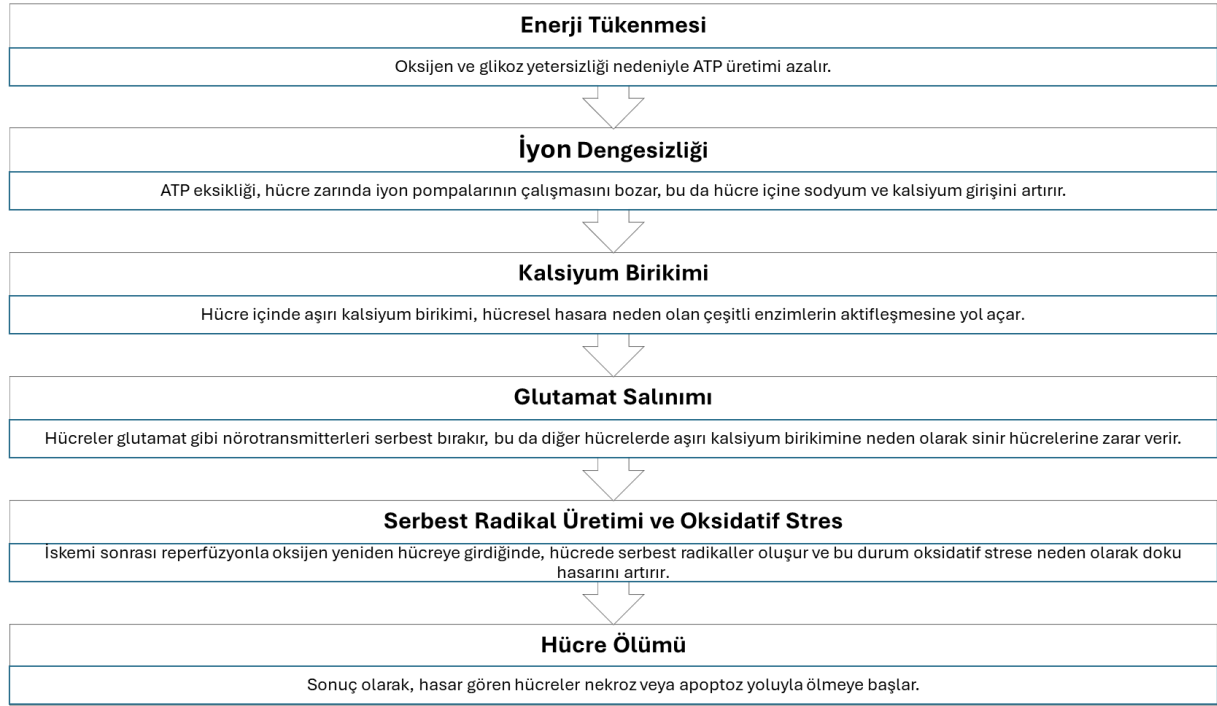 Enerji Tükenmesi
Oksijen ve glikoz yetersizliği nedeniyle ATP üretimi azalır.
İyon Dengesizliği
ATP eksikliği, hücre zarında iyon pompalarının çalışmasını bozar, bu da hücre içine sodyum ve kalsiyum girişini artırır.
Kalsiyum Birikimi
Hücre içinde aşırı kalsiyum birikimi, hücresel hasara neden olan çeşitli enzimlerin aktifleşmesine yol açar.
Glutamat Salınımı
Hücreler glutamat gibi nörotransmitterleri serbest bırakır, bu da diğer hücrelerde aşırı kalsiyum birikimine neden olarak sinir hücrelerine zarar verir.
Serbest Radikal Üretimi ve Oksidatif Stres
İskemi sonrası reperfüzyonla oksijen yeniden hücreye girdiğinde, hücrede serbest radikaller oluşur ve bu durum oksidatif strese neden olarak doku
hasarını artırır.
Hücre Ölümü
Sonuç olarak, hasar gören hücreler nekroz veya apoptoz yoluyla ölmeye başlar.